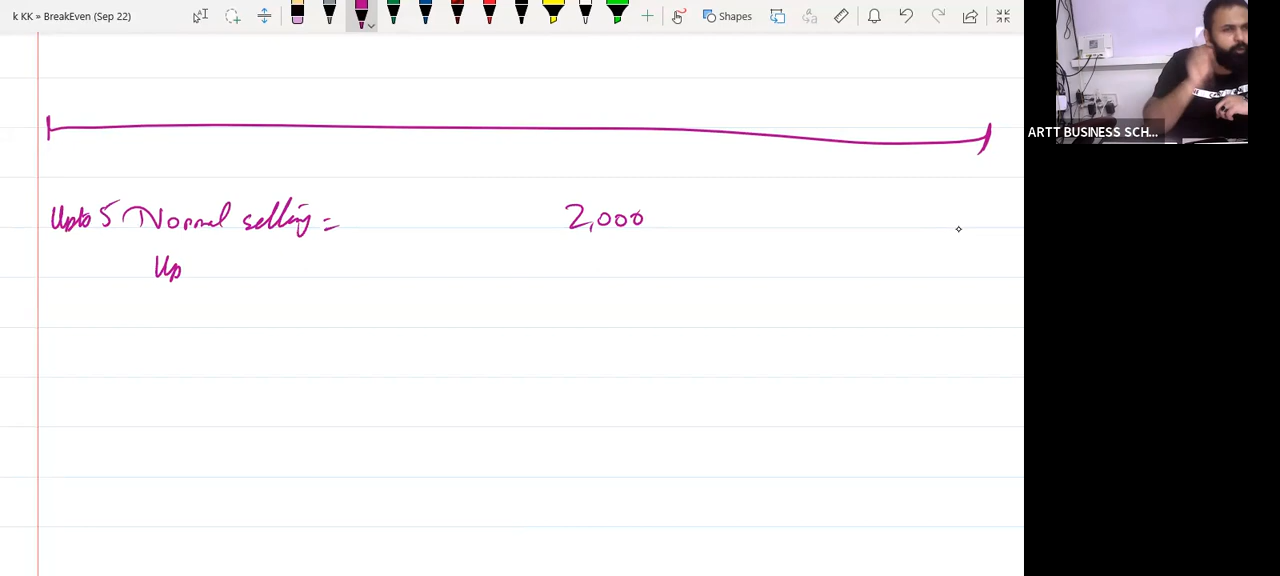 k KK » BreakEven (Sep 22)
Shapes
ARTT BUSINESS SCH...
Upto 5 Normal selling = 2,000
Up